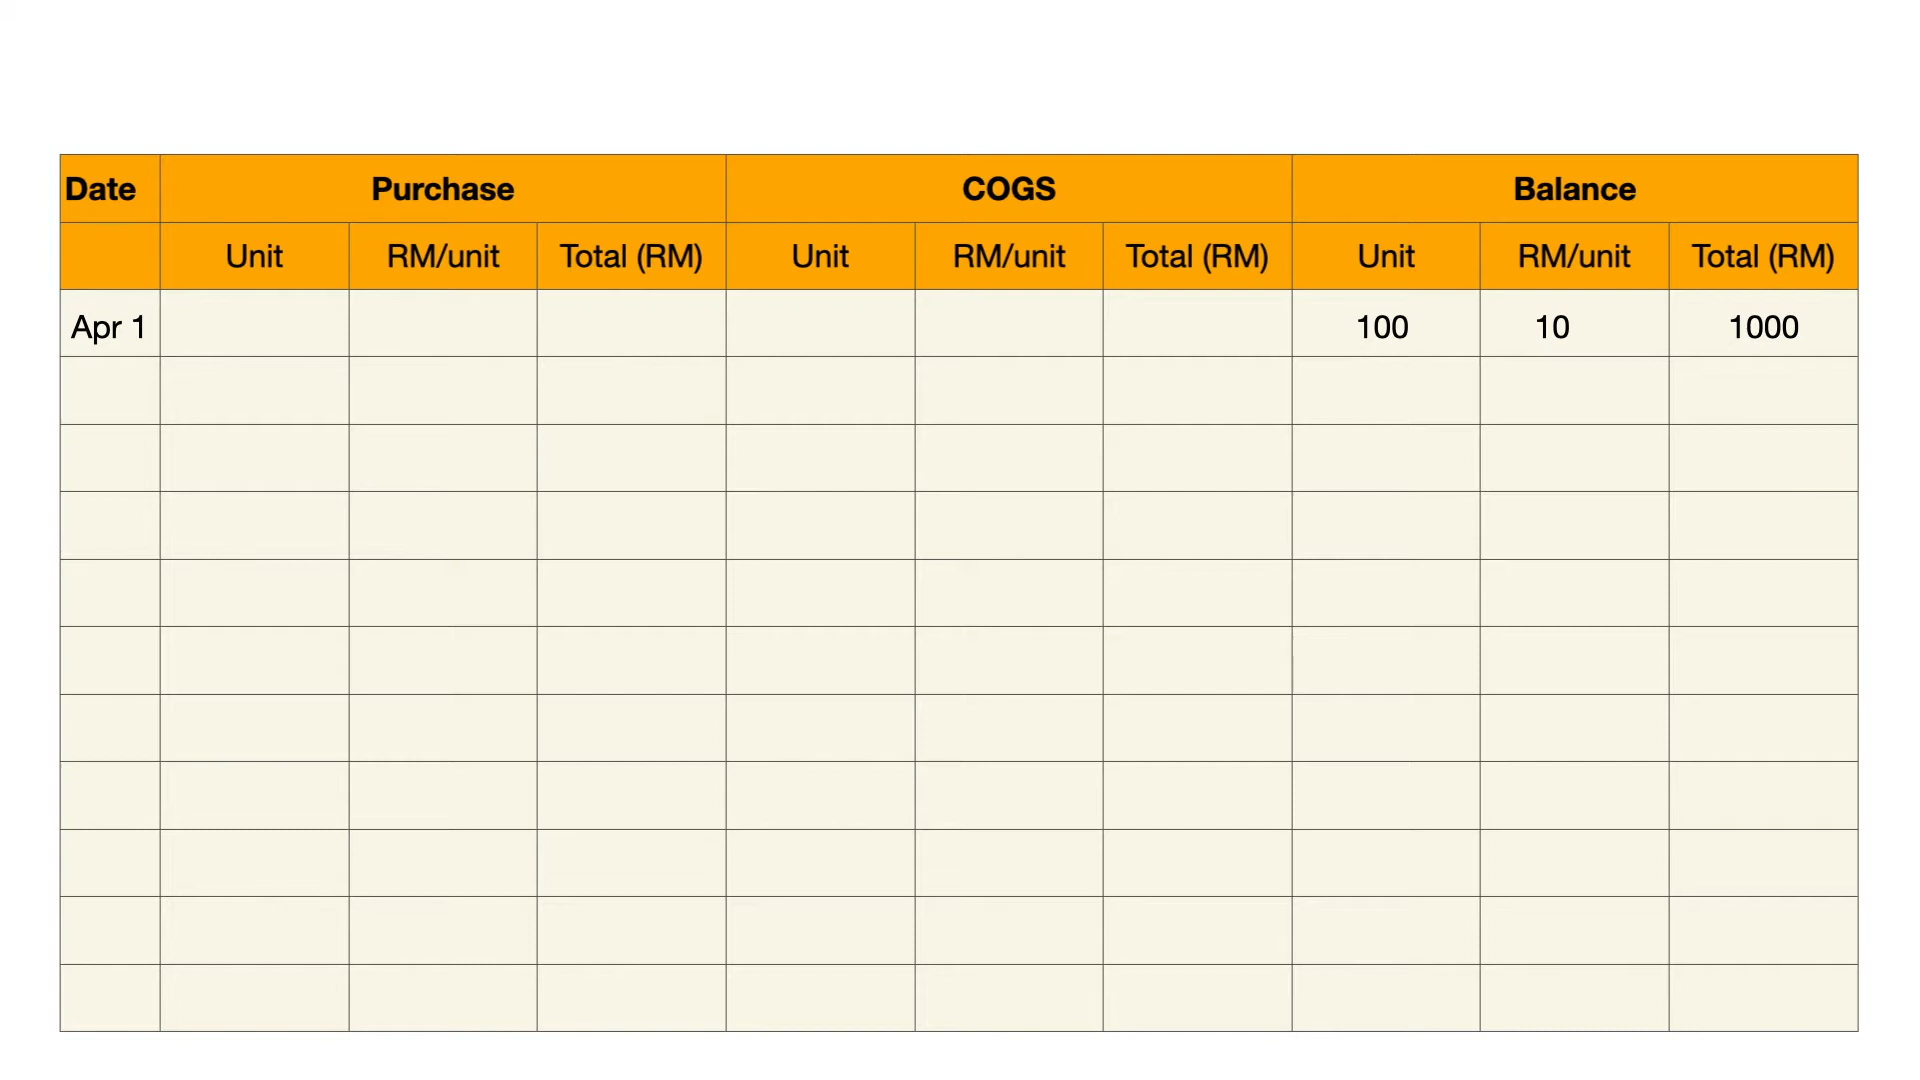 Date Purchase COGS Balance
Unit RM/unit Total (RM) Unit RM/unit Total (RM) Unit RM/unit Total (RM)
Apr 1 100 10 1000